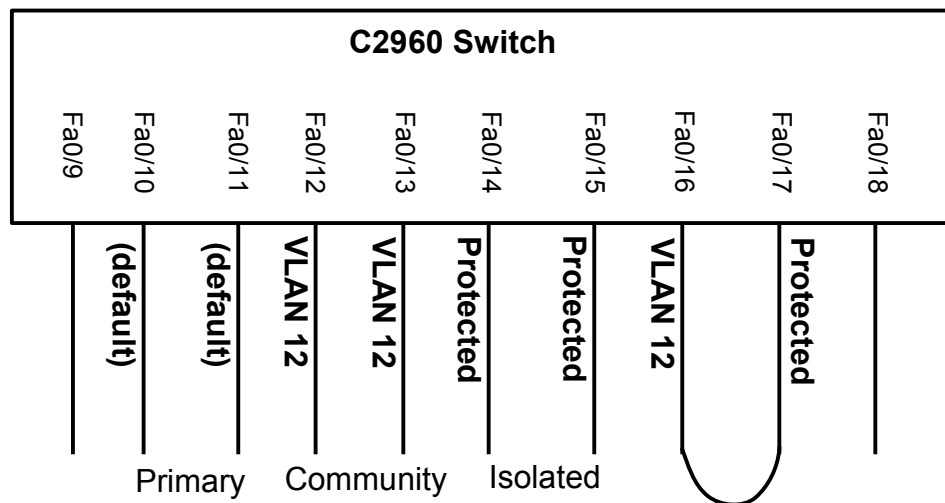 C2960 Switch
Fa0/9
Fa0/10
Fa0/11
Fa0/12
Fa0/13
Fa0/14
Fa0/15
Fa0/16
Fa0/17
Fa0/18
(default)
(default)
VLAN 12
VLAN 12
Protected
Protected
VLAN 12
Protected
Primary
Community
Isolated